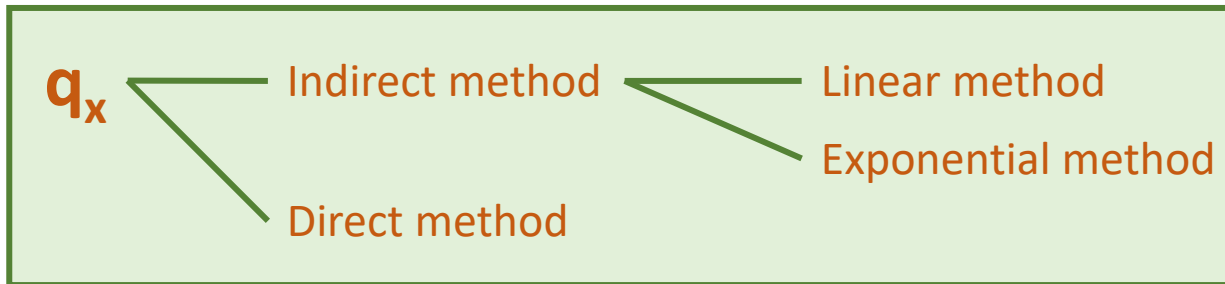 qx
Indirect method
Linear method
Exponential method
Direct method